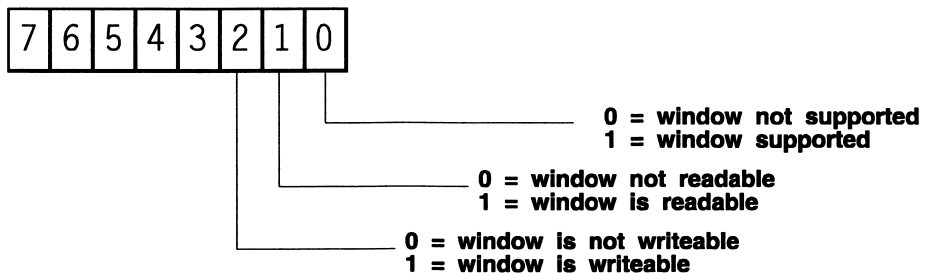 7 6 5 4 3 2 1 0
0 = window not supported
1 = window supported
0 = window not readable
1 = window is readable
0 = window is not writeable
1 = window is writeable